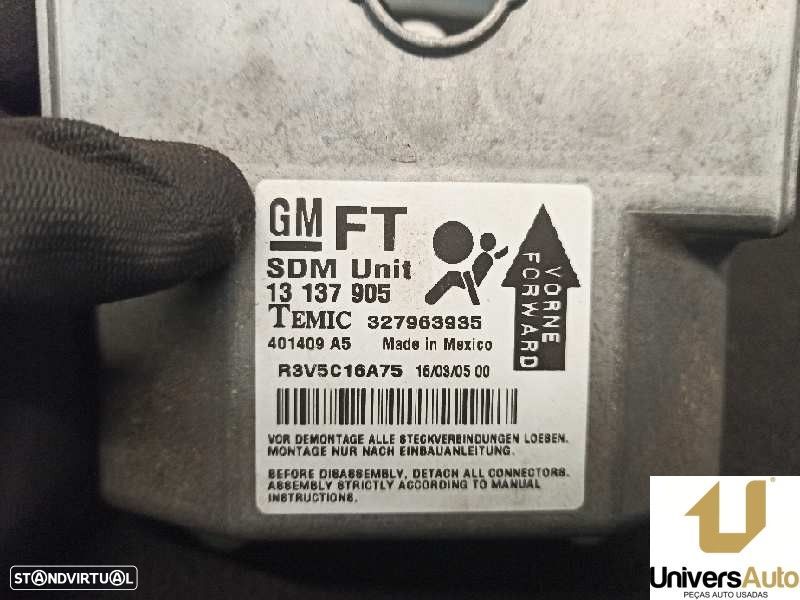 GM FT
SDM Unit
13 137 905
TEMIC 327963935
401409 A5 Made in Mexico
R3V5C16A75 16/03/05 00
VORNE
FORWARD
VOR DEMONTAGE ALLE STECKVERBINDUNGEN LOESEN.
MONTAGE NUR NACH EINBAUANLEITUNG.
BEFORE DISASSEMBLY, DETACH ALL CONNECTORS.
ASSEMBLY STRICTLY ACCORDING TO MANUAL
INSTRUCTIONS.
STANDVIRTUAL
UniversAuto
PEÇAS AUTO USADAS